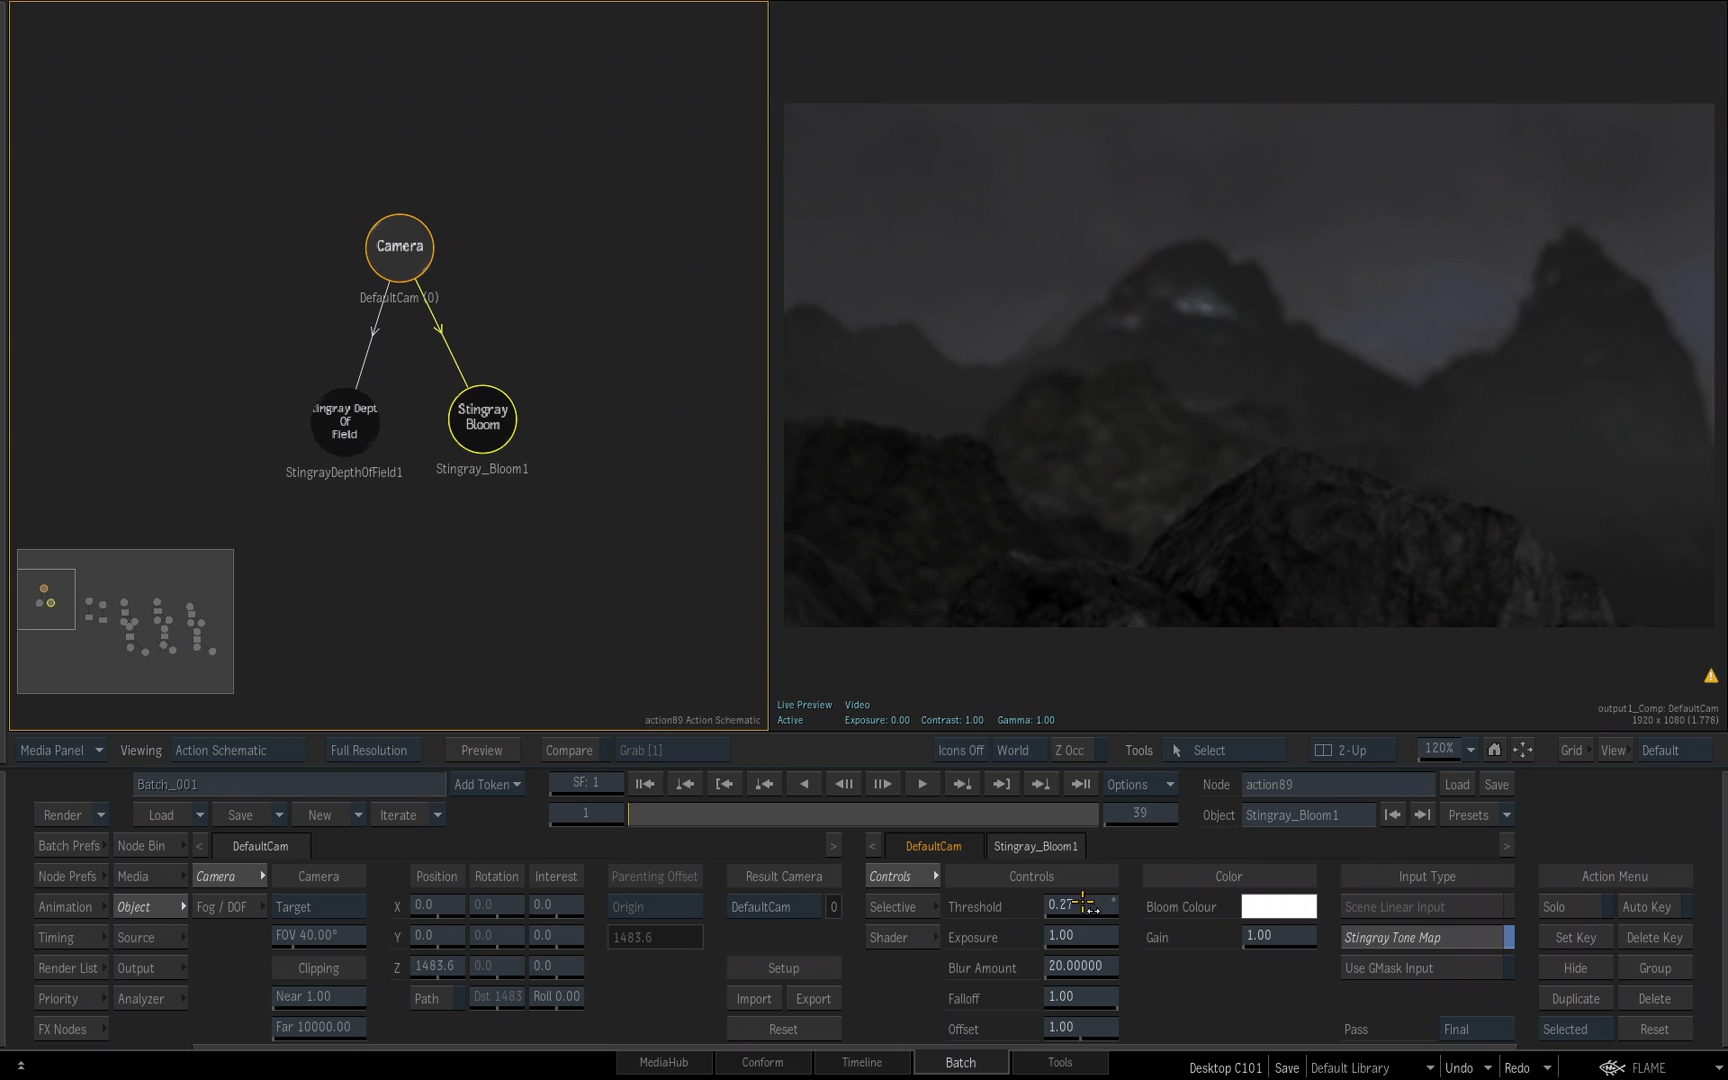 Camera
DefaultCam (0)
ingray Dept
Of
Field
StingrayDepthOfField1
Stingray
Bloom
Stingray_Bloom1
action89 Action Schematic
Live Preview Video
Active Exposure: 0.00 Contrast: 1.00 Gamma: 1.00
output1_Comp: DefaultCam
1920 x 1080 (1.778)
Media Panel Viewing Action Schematic Full Resolution Preview Compare Grab [1] Icons Off World Z Occ Tools Select 2-Up 120% Grid View Default
Batch_001 Add Token SF: 1 Options Node action89 Load Save
Render Load Save New Iterate 1 39 Object Stingray_Bloom1 Presets
Batch Prefs Node Bin < DefaultCam > < DefaultCam Stingray_Bloom1 >
Node Prefs Media Camera Camera Position Rotation Interest Parenting Offset Result Camera Controls Controls Color Input Type Action Menu
Animation Object Fog / DOF Target X 0.0 0.0 0.0 Origin DefaultCam 0 Selective Threshold 0.27 * Bloom Colour Scene Linear Input Solo Auto Key
Timing Source FOV 40.00° Y 0.0 0.0 0.0 1483.6 Shader Exposure 1.00 Gain 1.00 Stingray Tone Map Set Key Delete Key
Render List Output Clipping Z 1483.6 0.0 0.0 Setup Blur Amount 20.00000 Use GMask Input Hide Group
Priority Analyzer Near 1.00 Path Dst 1483 Roll 0.00 Import Export Falloff 1.00 Duplicate Delete
FX Nodes Far 10000.00 Reset Offset 1.00 Pass Final Selected Reset
MediaHub Conform Timeline Batch Tools Desktop C101 Save Default Library Undo Redo FLAME